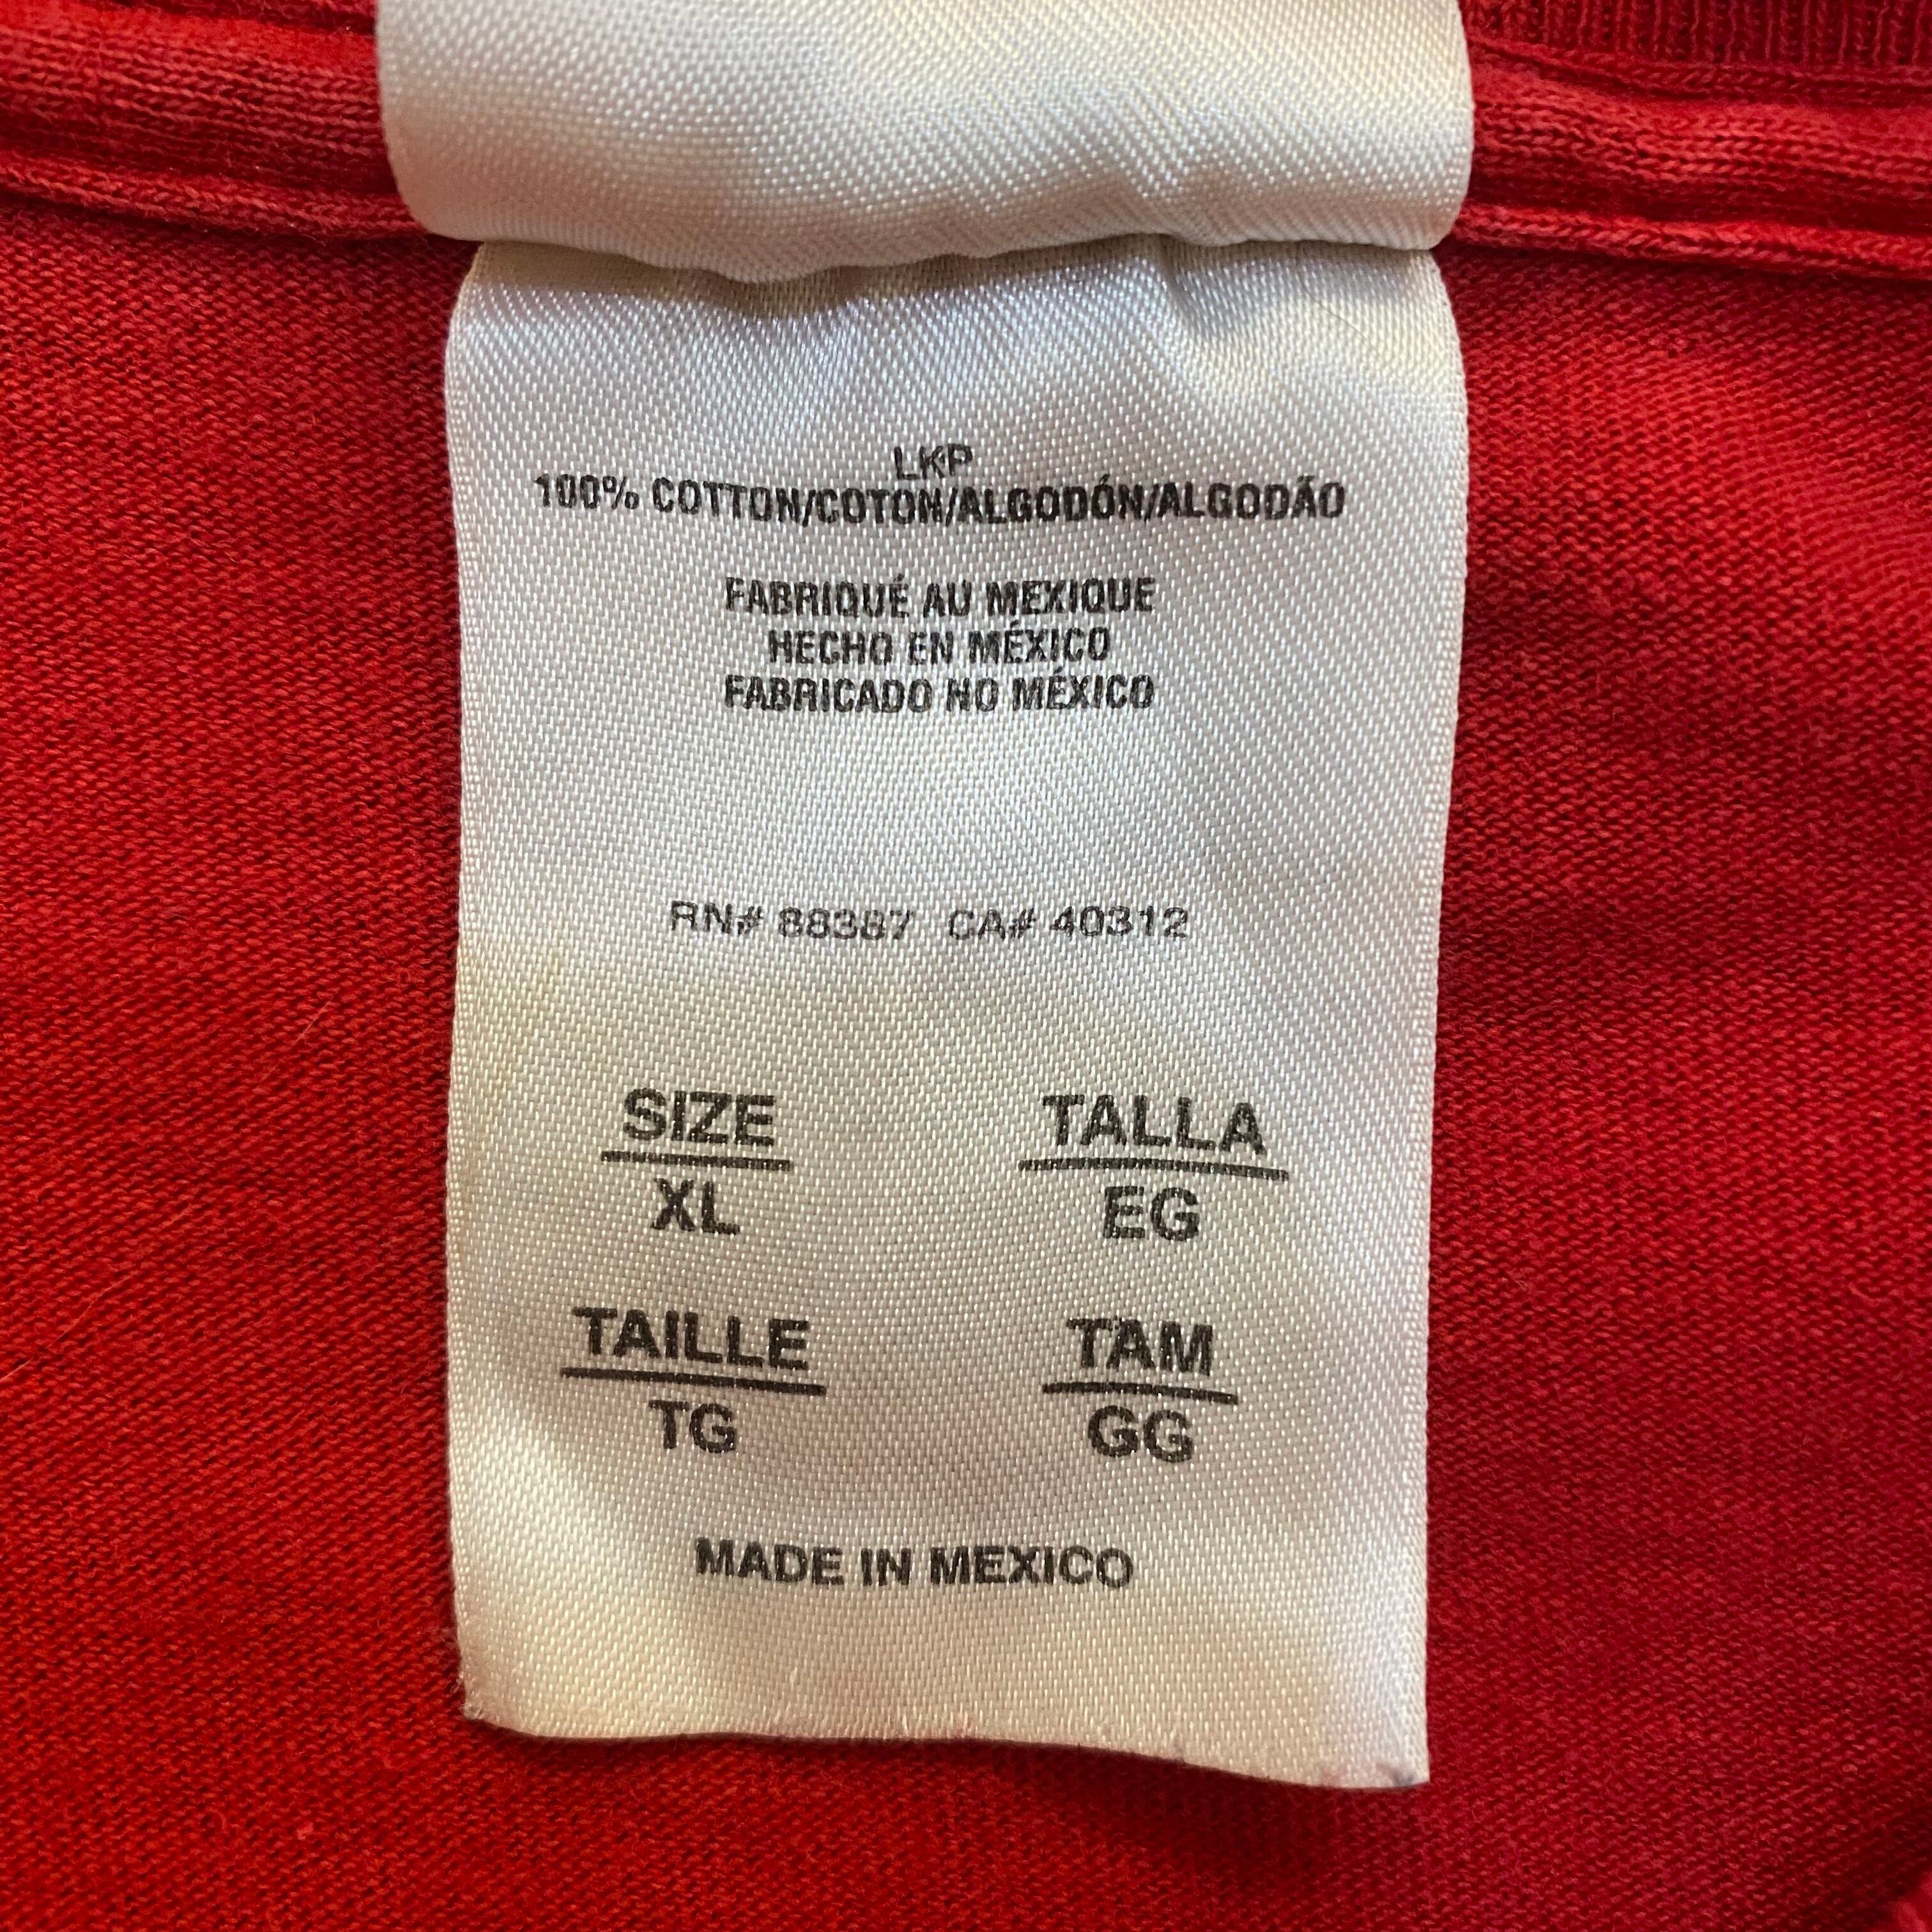 LKP
100% COTTON/COTON/ALGODÓN/ALGODÃO
FABRIQUÉ AU MEXIQUE
HECHO EN MÉXICO
FABRICADO NO MÉXICO
RN# 88387 CA# 40312
SIZE TALLA
XL EG
TAILLE TAM
TG GG
MADE IN MEXICO